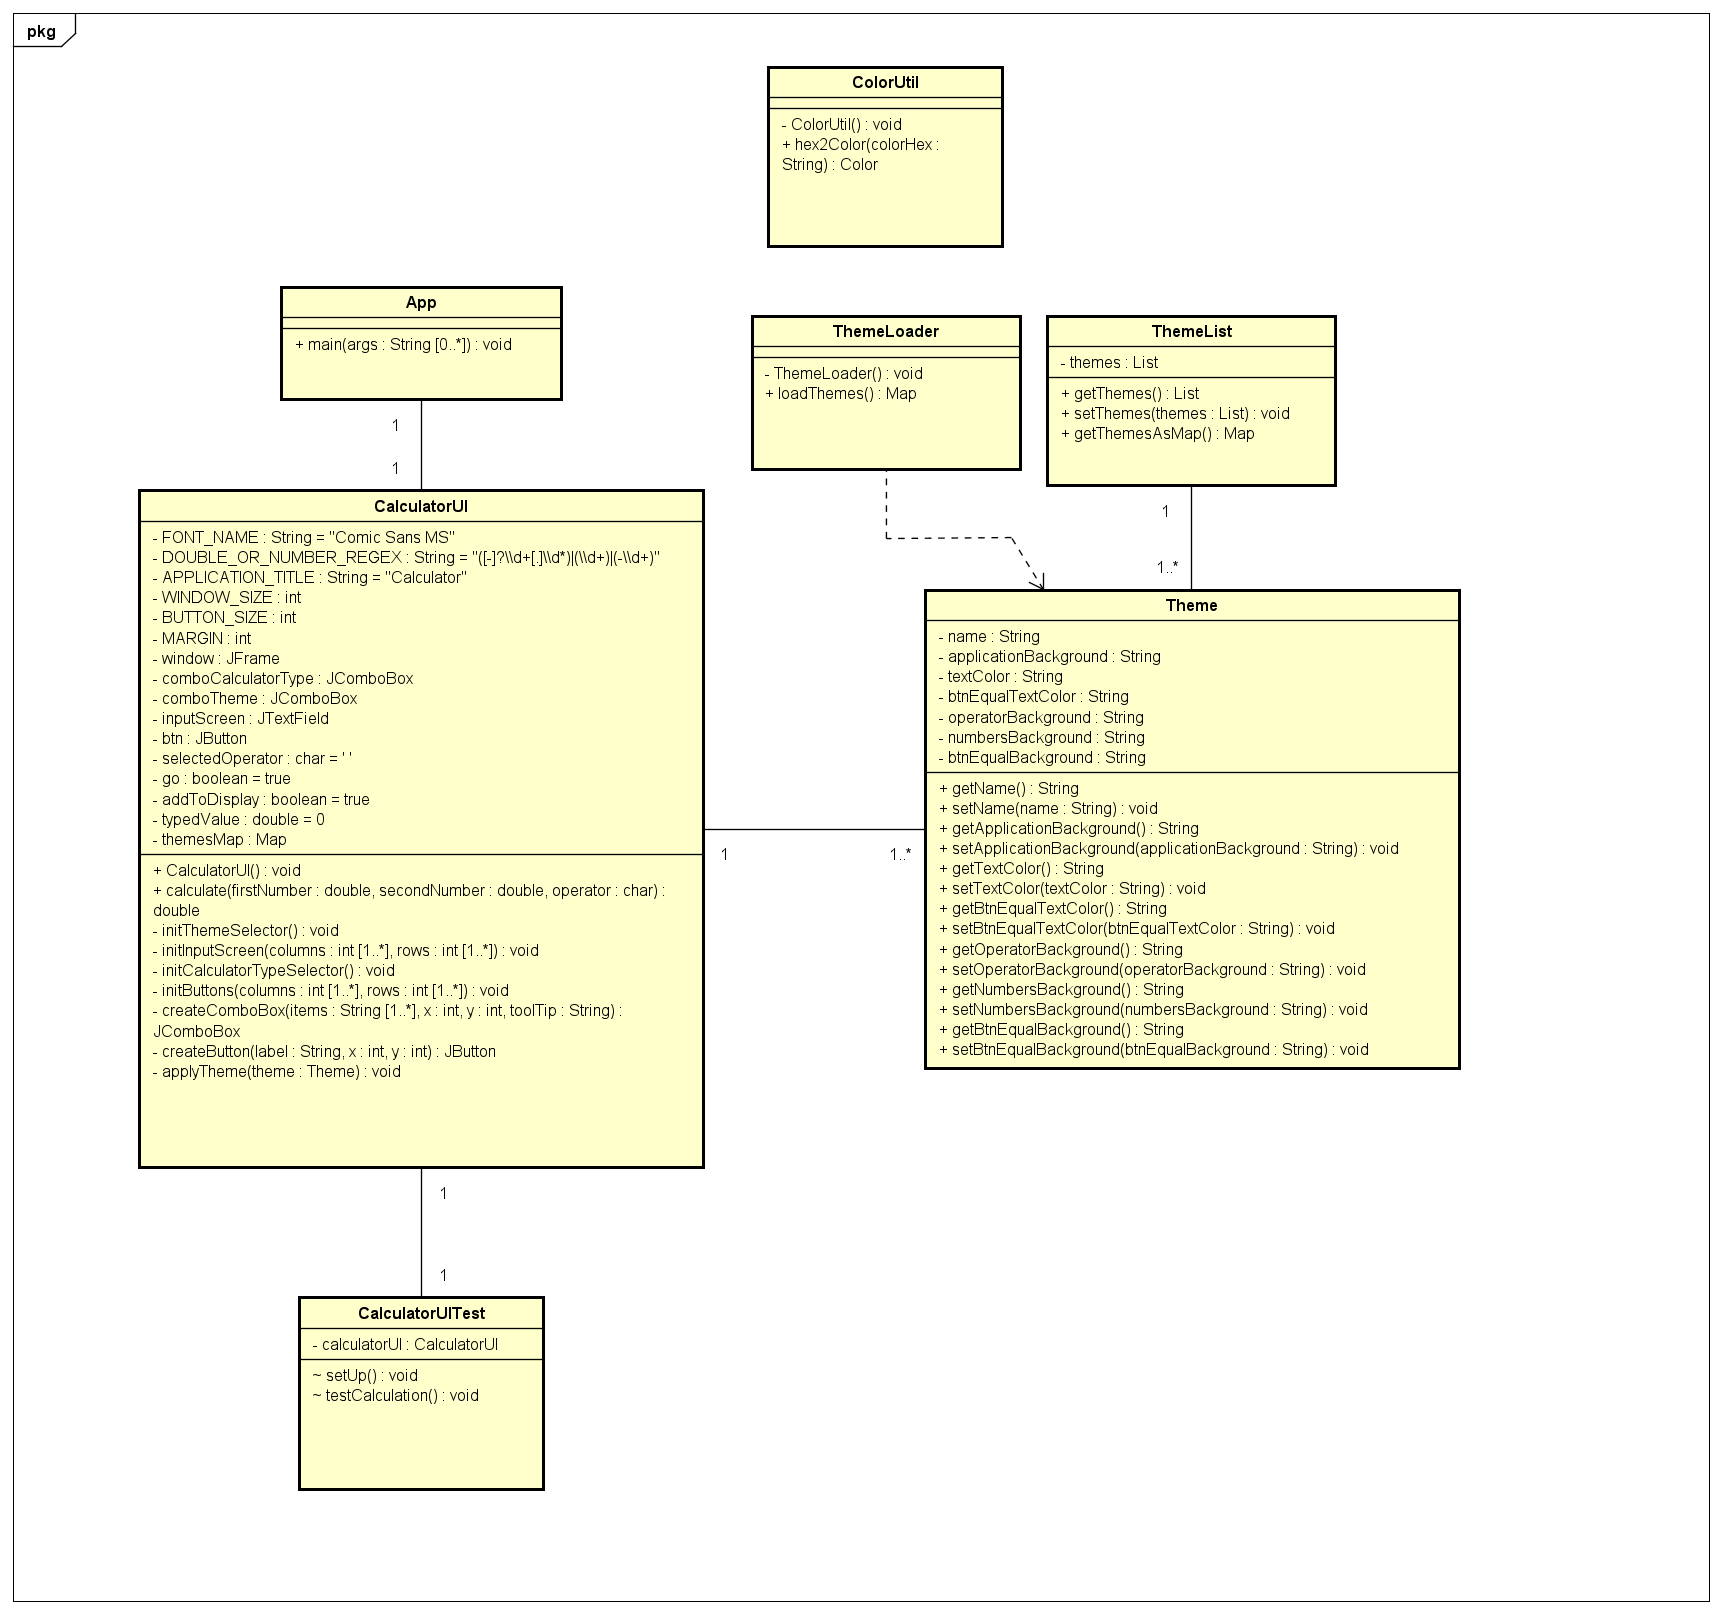 pkg
ColorUtil
- ColorUtil() : void
+ hex2Color(colorHex :
String) : Color
App
+ main(args : String [0..*]) : void
ThemeLoader
- ThemeLoader() : void
+ loadThemes() : Map
ThemeList
- themes : List
+ getThemes() : List
+ setThemes(themes : List) : void
+ getThemesAsMap() : Map
1
1
1
1..*
CalculatorUI
- FONT_NAME : String = "Comic Sans MS"
- DOUBLE_OR_NUMBER_REGEX : String = "([-]?\\d+[.]\\d*)|(\\d+)|(-\\d+)"
- APPLICATION_TITLE : String = "Calculator"
- WINDOW_SIZE : int
- BUTTON_SIZE : int
- MARGIN : int
- window : JFrame
- comboCalculatorType : JComboBox
- comboTheme : JComboBox
- inputScreen : JTextField
- btn : JButton
- selectedOperator : char = ' '
- go : boolean = true
- addToDisplay : boolean = true
- typedValue : double = 0
- themesMap : Map
+ CalculatorUI() : void
+ calculate(firstNumber : double, secondNumber : double, operator : char) :
double
- initThemeSelector() : void
- initInputScreen(columns : int [1..*], rows : int [1..*]) : void
- initCalculatorTypeSelector() : void
- initButtons(columns : int [1..*], rows : int [1..*]) : void
- createComboBox(items : String [1..*], x : int, y : int, toolTip : String) :
JComboBox
- createButton(label : String, x : int, y : int) : JButton
- applyTheme(theme : Theme) : void
1
1..*
Theme
- name : String
- applicationBackground : String
- textColor : String
- btnEqualTextColor : String
- operatorBackground : String
- numbersBackground : String
- btnEqualBackground : String
+ getName() : String
+ setName(name : String) : void
+ getApplicationBackground() : String
+ setApplicationBackground(applicationBackground : String) : void
+ getTextColor() : String
+ setTextColor(textColor : String) : void
+ getBtnEqualTextColor() : String
+ setBtnEqualTextColor(btnEqualTextColor : String) : void
+ getOperatorBackground() : String
+ setOperatorBackground(operatorBackground : String) : void
+ getNumbersBackground() : String
+ setNumbersBackground(numbersBackground : String) : void
+ getBtnEqualBackground() : String
+ setBtnEqualBackground(btnEqualBackground : String) : void
1
1
CalculatorUITest
- calculatorUI : CalculatorUI
~ setUp() : void
~ testCalculation() : void